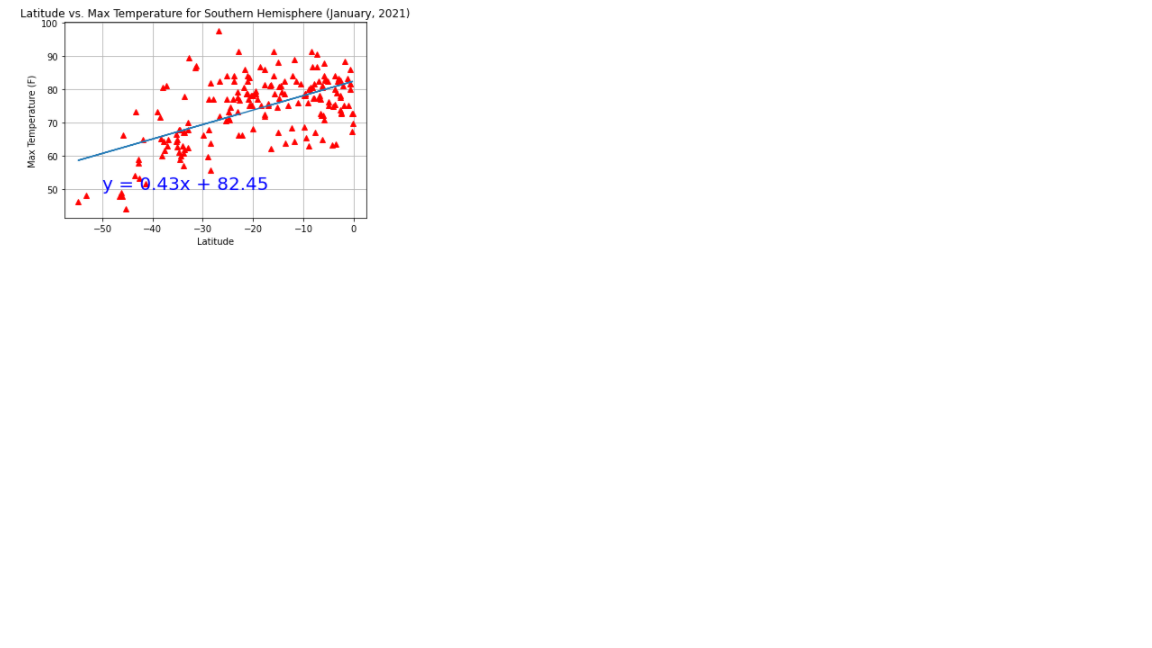 Latitude vs. Max Temperature for Southern Hemisphere (January, 2021)
100
90
80
70
60
50
Max Temperature (F)
y = 0.43x + 82.45
−50 −40 −30 −20 −10 0
Latitude